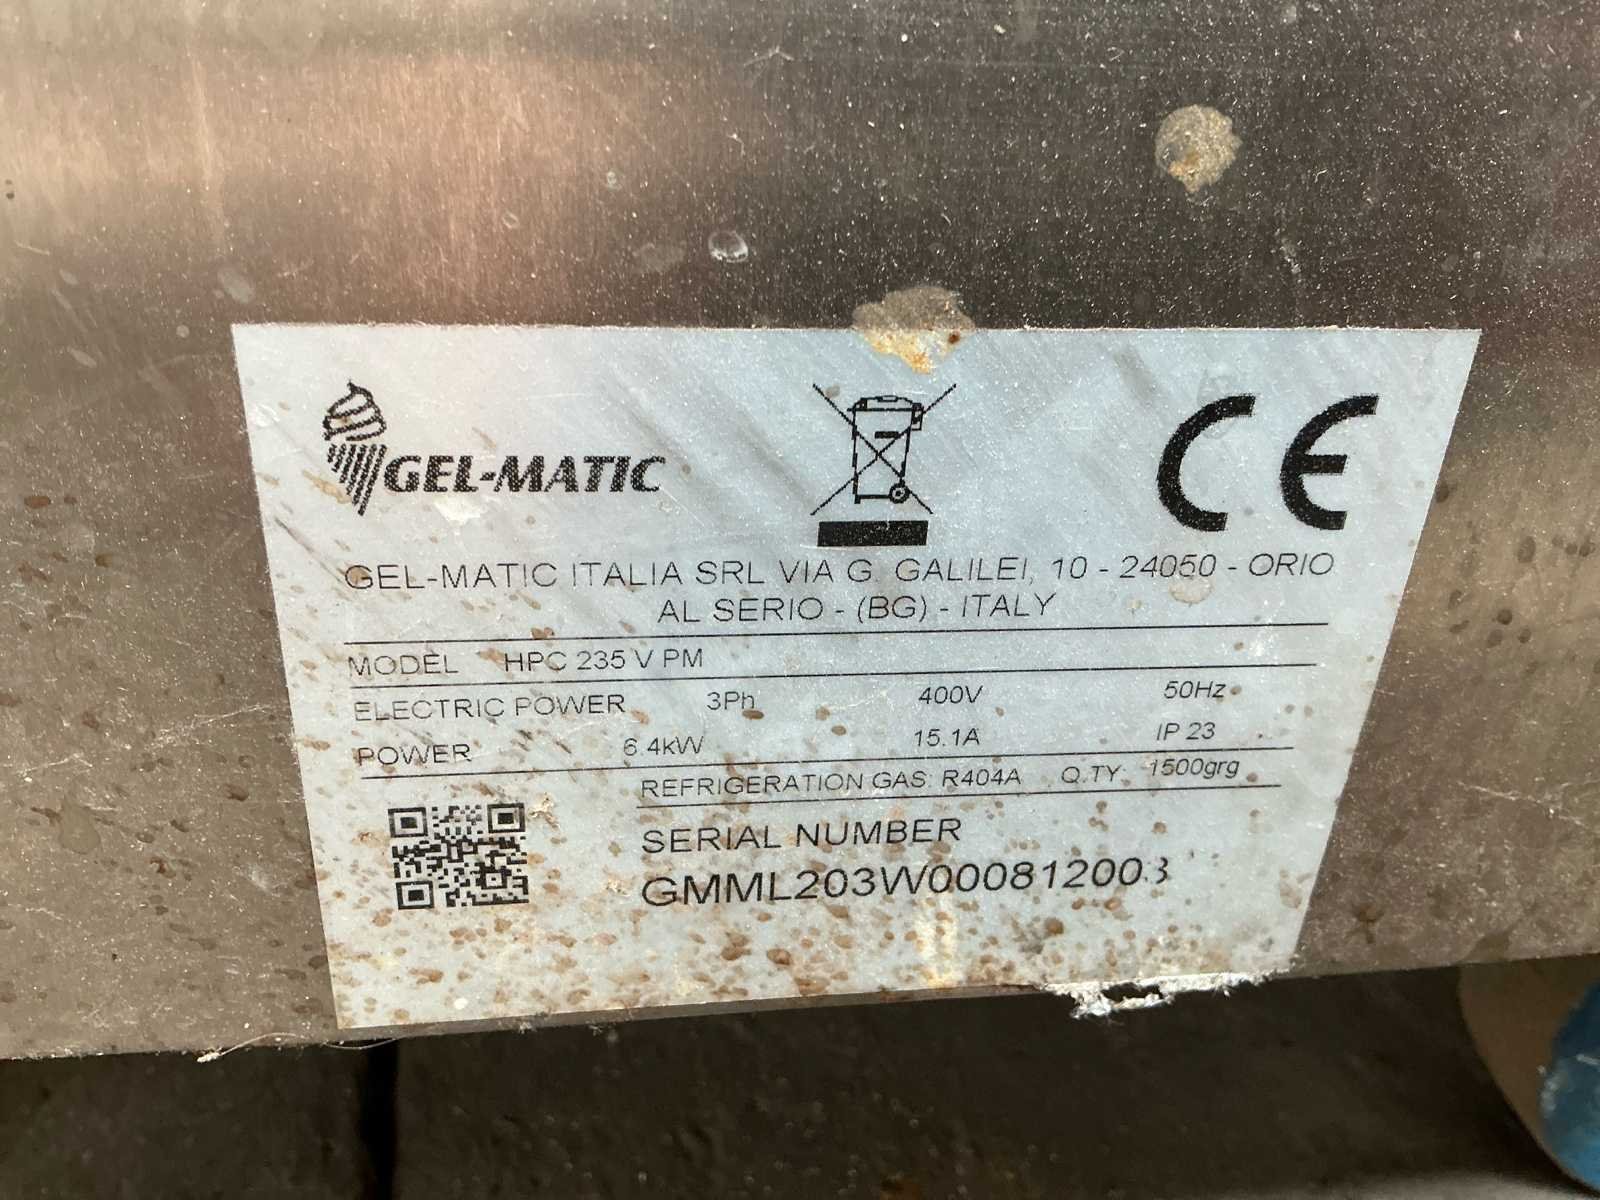 GEL-MATIC
CE
GEL-MATIC ITALIA SRL VIA G. GALILEI, 10 - 24050 - ORIO
AL SERIO - (BG) - ITALY
MODEL HPC 235 V PM
ELECTRIC POWER 3Ph 400V 50Hz
POWER 6.4kW 15.1A IP 23
REFRIGERATION GAS: R404A Q.TY: 1500grg
SERIAL NUMBER
GMML203W000812003